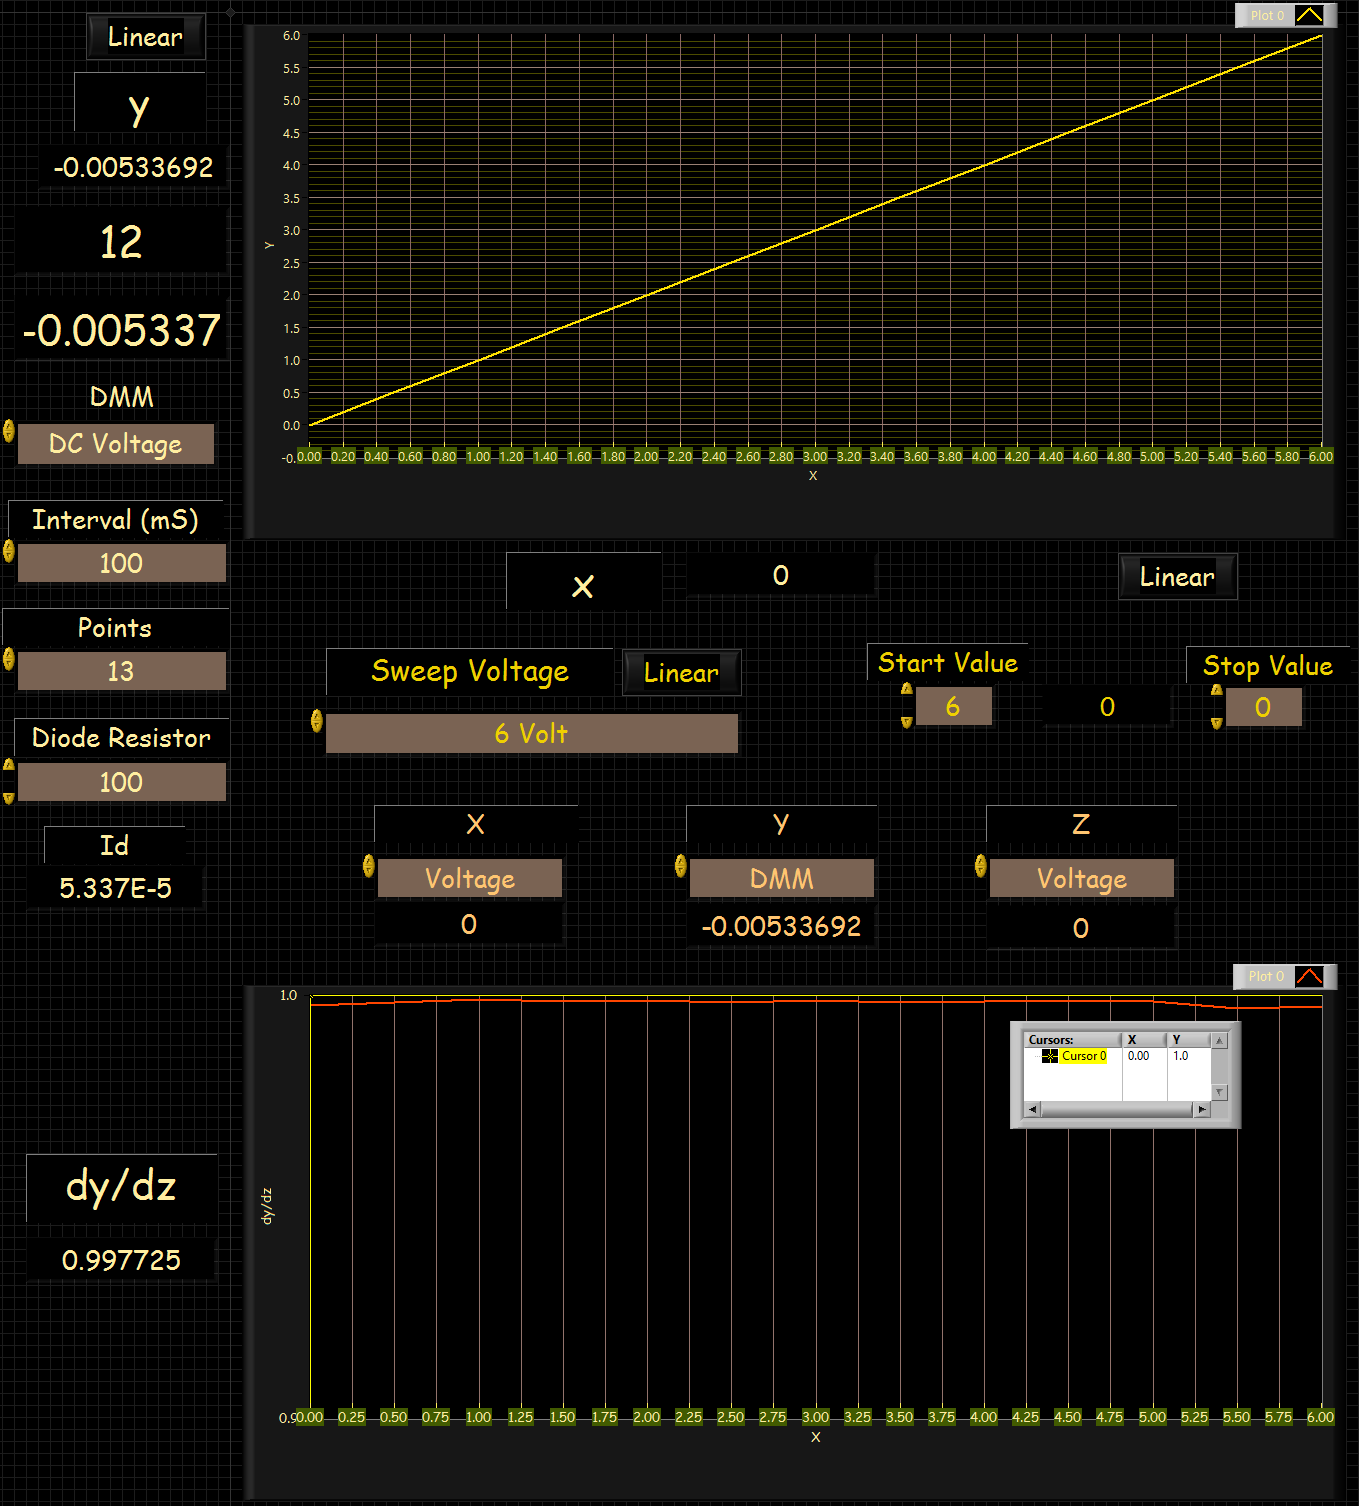 Linear
Plot 0
y
-0.00533692
12
-0.005337
DMM
DC Voltage
Interval (mS)
100
Points
13
Diode Resistor
100
Id
5.337E-5
6.0
5.5
5.0
4.5
4.0
3.5
3.0
2.5
2.0
1.5
1.0
0.5
0.0
-0.
Y
0.00 0.20 0.40 0.60 0.80 1.00 1.20 1.40 1.60 1.80 2.00 2.20 2.40 2.60 2.80 3.00 3.20 3.40 3.60 3.80 4.00 4.20 4.40 4.60 4.80 5.00 5.20 5.40 5.60 5.80 6.00
X
x 0 Linear
Sweep Voltage Linear
6 Volt
Start Value Stop Value
6 0 0
X Y Z
Voltage DMM Voltage
0 -0.00533692 0
Plot 0
1.0
0.9
dy/dz
0.00 0.25 0.50 0.75 1.00 1.25 1.50 1.75 2.00 2.25 2.50 2.75 3.00 3.25 3.50 3.75 4.00 4.25 4.50 4.75 5.00 5.25 5.50 5.75 6.00
X
Cursors: X Y
Cursor 0 0.00 1.0
dy/dz
0.997725